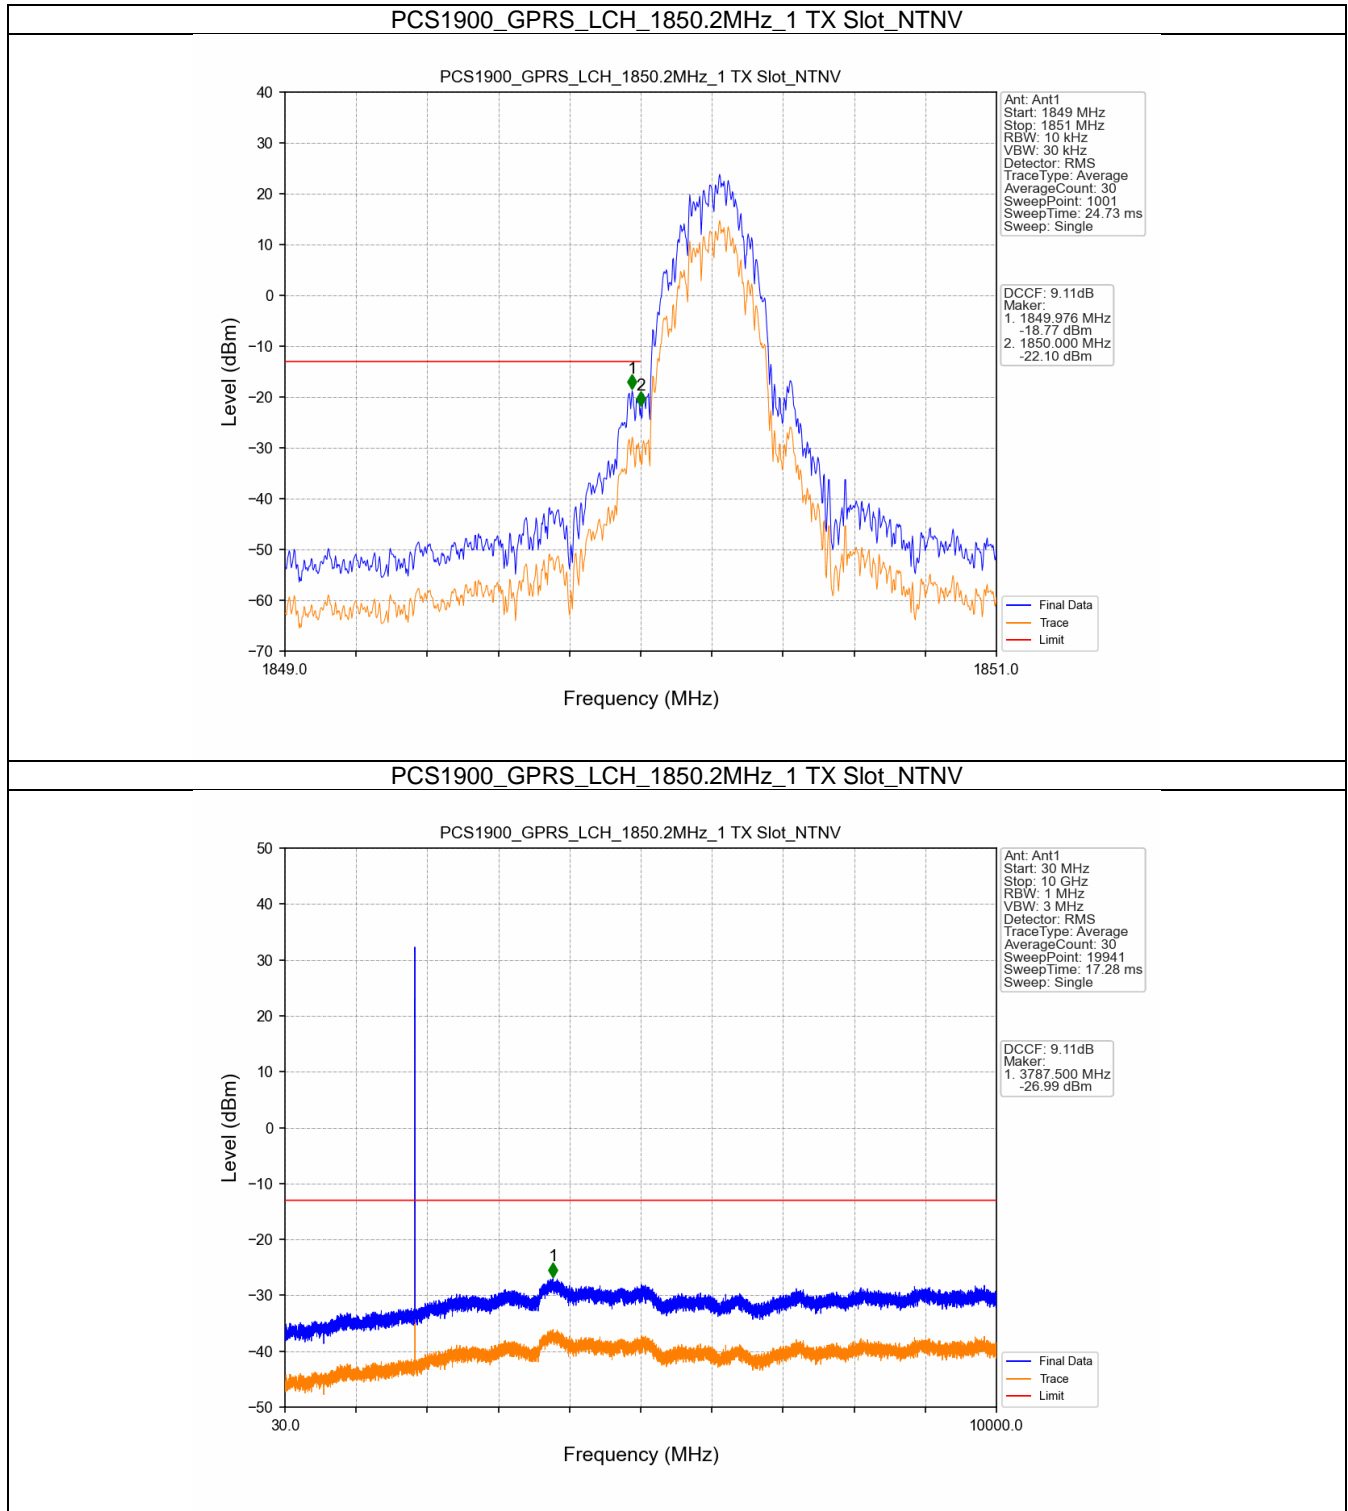 PCS1900_GPRS_LCH_1850.2MHz_1 TX Slot_NTNV
PCS1900_GPRS_LCH_1850.2MHz_1 TX Slot_NTNV
40
30
20
10
0
−10
−20
−30
−40
−50
−60
−70
Level (dBm)
1
2
1849.0
1851.0
Frequency (MHz)
Ant: Ant1
Start: 1849 MHz
Stop: 1851 MHz
RBW: 10 kHz
VBW: 30 kHz
Detector: RMS
TraceType: Average
AverageCount: 30
SweepPoint: 1001
SweepTime: 24.73 ms
Sweep: Single
DCCF: 9.11dB
Maker:
1. 1849.976 MHz
-18.77 dBm
2. 1850.000 MHz
-22.10 dBm
Final Data
Trace
Limit
PCS1900_GPRS_LCH_1850.2MHz_1 TX Slot_NTNV
PCS1900_GPRS_LCH_1850.2MHz_1 TX Slot_NTNV
50
40
30
20
10
0
−10
−20
−30
−40
−50
Level (dBm)
1
30.0
10000.0
Frequency (MHz)
Ant: Ant1
Start: 30 MHz
Stop: 10 GHz
RBW: 1 MHz
VBW: 3 MHz
Detector: RMS
TraceType: Average
AverageCount: 30
SweepPoint: 19941
SweepTime: 17.28 ms
Sweep: Single
DCCF: 9.11dB
Maker:
1. 3787.500 MHz
-26.99 dBm
Final Data
Trace
Limit